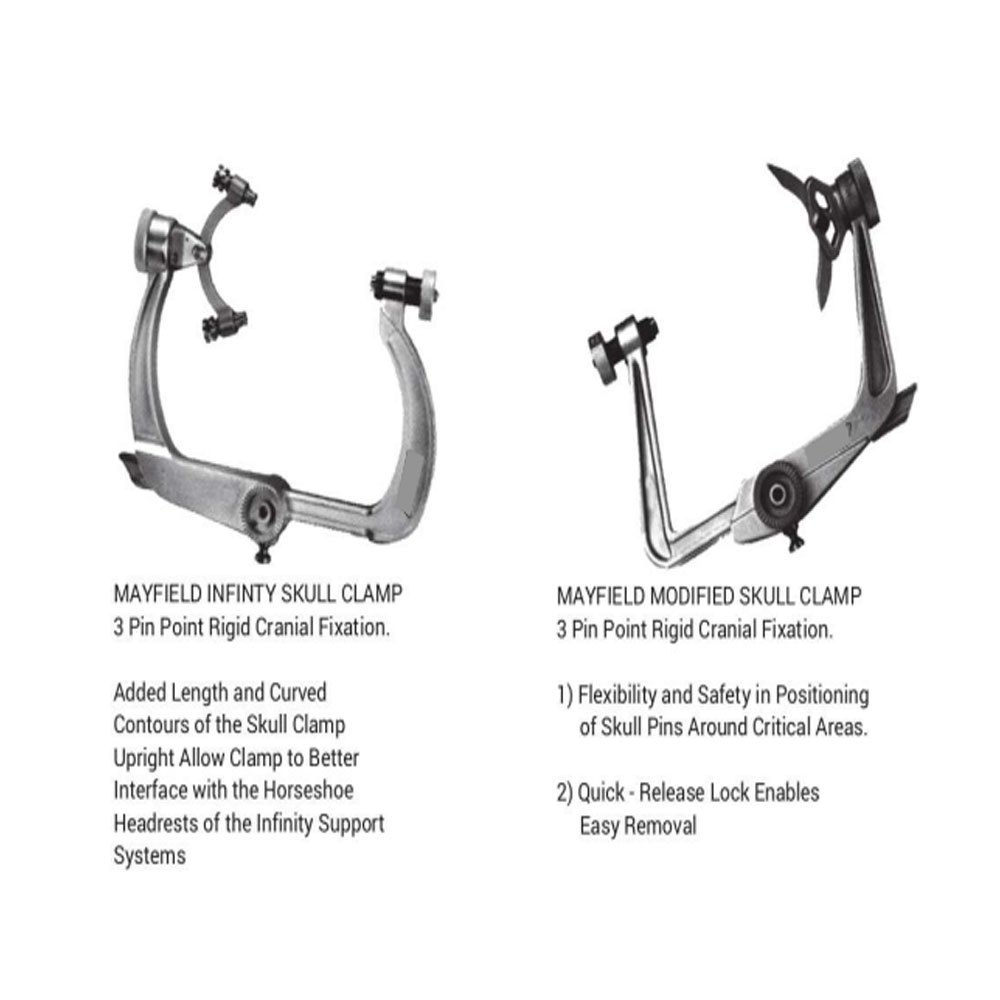 MAYFIELD INFINTY SKULL CLAMP
3 Pin Point Rigid Cranial Fixation.
Added Length and Curved
Contours of the Skull Clamp
Upright Allow Clamp to Better
Interface with the Horseshoe
Headrests of the Infinity Support
Systems
MAYFIELD MODIFIED SKULL CLAMP
3 Pin Point Rigid Cranial Fixation.
1) Flexibility and Safety in Positioning
of Skull Pins Around Critical Areas.
2) Quick - Release Lock Enables
Easy Removal